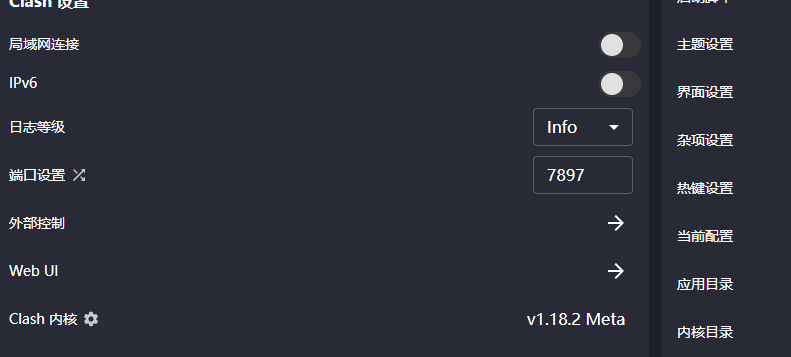 Clash 设置
局域网连接
IPv6
日志等级
Info
端口设置
7897
外部控制
Web UI
Clash 内核
v1.18.2 Meta
主题设置
界面设置
杂项设置
热键设置
当前配置
应用目录
内核目录